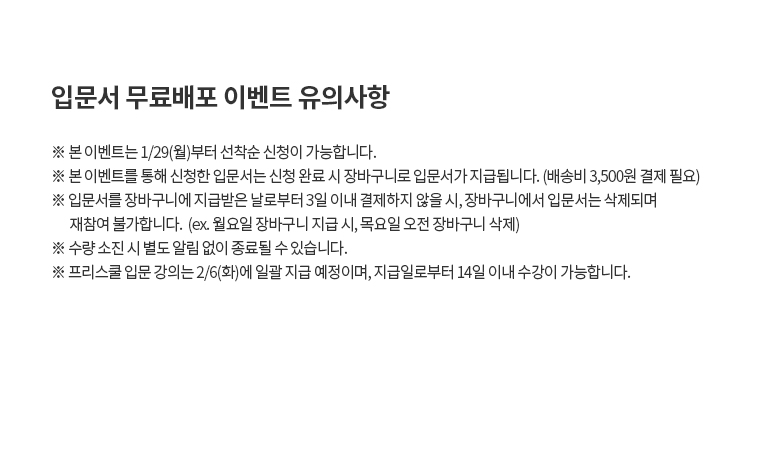 입문서 무료배포 이벤트 유의사항
※ 본 이벤트는 1/29(월)부터 선착순 신청이 가능합니다.
※ 본 이벤트를 통해 신청한 입문서는 신청 완료 시 장바구니로 입문서가 지급됩니다. (배송비 3,500원 결제 필요)
※ 입문서를 장바구니에 지급받은 날로부터 3일 이내 결제하지 않을 시, 장바구니에서 입문서는 삭제되며
재참여 불가합니다. (ex. 월요일 장바구니 지급 시, 목요일 오전 장바구니 삭제)
※ 수량 소진 시 별도 알림 없이 종료될 수 있습니다.
※ 프리스쿨 입문 강의는 2/6(화)에 일괄 지급 예정이며, 지급일로부터 14일 이내 수강이 가능합니다.